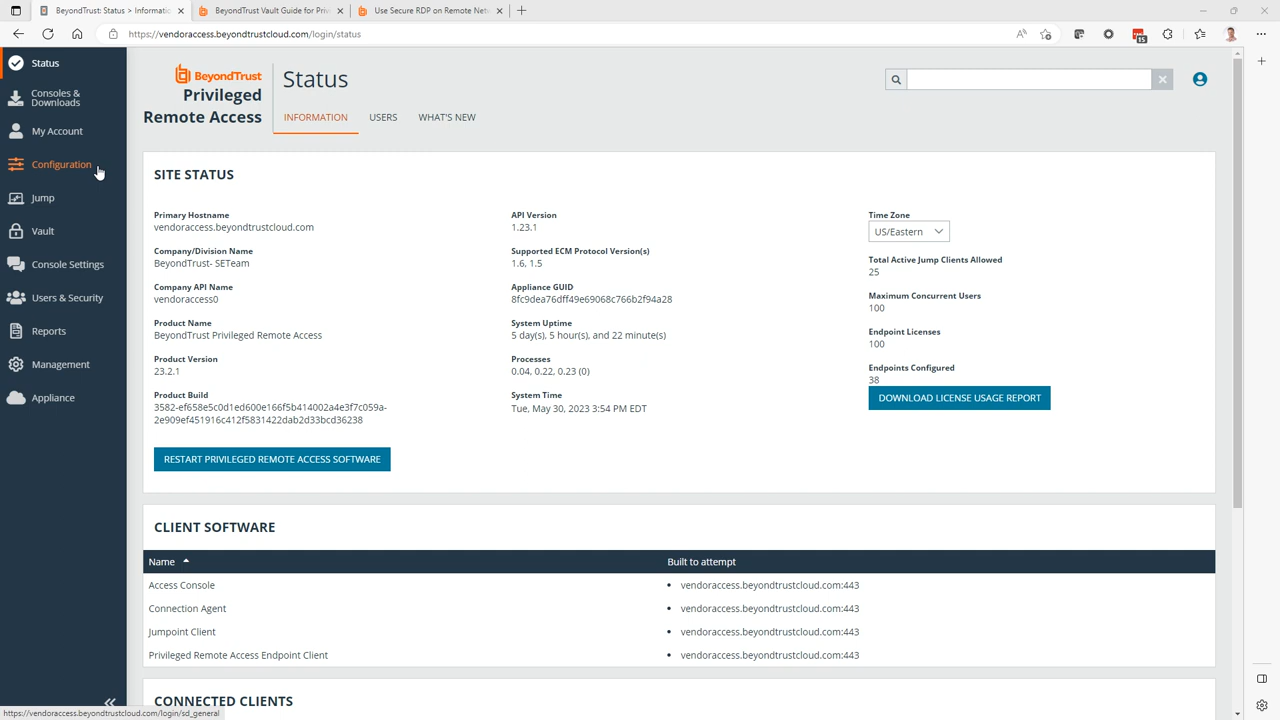 BeyondTrust: Status > Informatio
BeyondTrust Vault Guide for Priv
Use Secure RDP on Remote Net
https://vendoraccess.beyondtrustcloud.com/login/status
15
Status
Consoles &
Downloads
My Account
Configuration
Jump
Vault
Console Settings
Users & Security
Reports
Management
Appliance
BeyondTrust
Privileged
Remote Access
Status
INFORMATION
USERS
WHAT'S NEW
SITE STATUS
Primary Hostname
vendoraccess.beyondtrustcloud.com
Company/Division Name
BeyondTrust- SETeam
Company API Name
vendoraccess0
Product Name
BeyondTrust Privileged Remote Access
Product Version
23.2.1
Product Build
3582-ef658e5c0d1ed600e166f5b414002a4e3f7c059a-
2e909ef451916c412f5831422dab2d33bcd36238
API Version
1.23.1
Supported ECM Protocol Version(s)
1.6, 1.5
Appliance GUID
8fc9dea76dff49e69068c766b2f94a28
System Uptime
5 day(s), 5 hour(s), and 22 minute(s)
Processes
0.04, 0.22, 0.23 (0)
System Time
Tue, May 30, 2023 3:54 PM EDT
Time Zone
US/Eastern
Total Active Jump Clients Allowed
25
Maximum Concurrent Users
100
Endpoint Licenses
100
Endpoints Configured
38
DOWNLOAD LICENSE USAGE REPORT
RESTART PRIVILEGED REMOTE ACCESS SOFTWARE
CLIENT SOFTWARE
Name
Built to attempt
Access Console
vendoraccess.beyondtrustcloud.com:443
Connection Agent
vendoraccess.beyondtrustcloud.com:443
Jumpoint Client
vendoraccess.beyondtrustcloud.com:443
Privileged Remote Access Endpoint Client
vendoraccess.beyondtrustcloud.com:443
CONNECTED CLIENTS
https://vendoraccess.beyondtrustcloud.com/login/sd_general